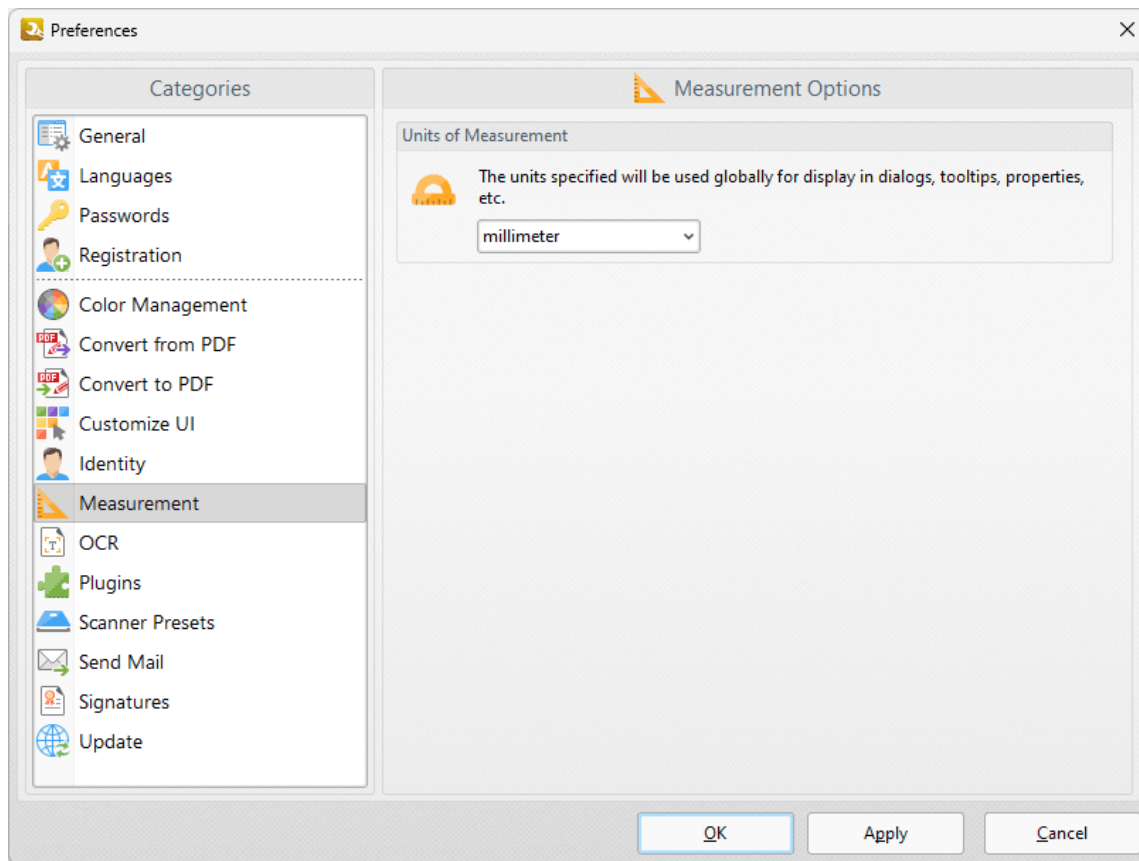 Preferences
Categories
General
Languages
Passwords
Registration
Color Management
Convert from PDF
Convert to PDF
Customize UI
Identity
Measurement
OCR
Plugins
Scanner Presets
Send Mail
Signatures
Update
Measurement Options
Units of Measurement
The units specified will be used globally for display in dialogs, tooltips, properties,
etc.
millimeter
OK
Apply
Cancel